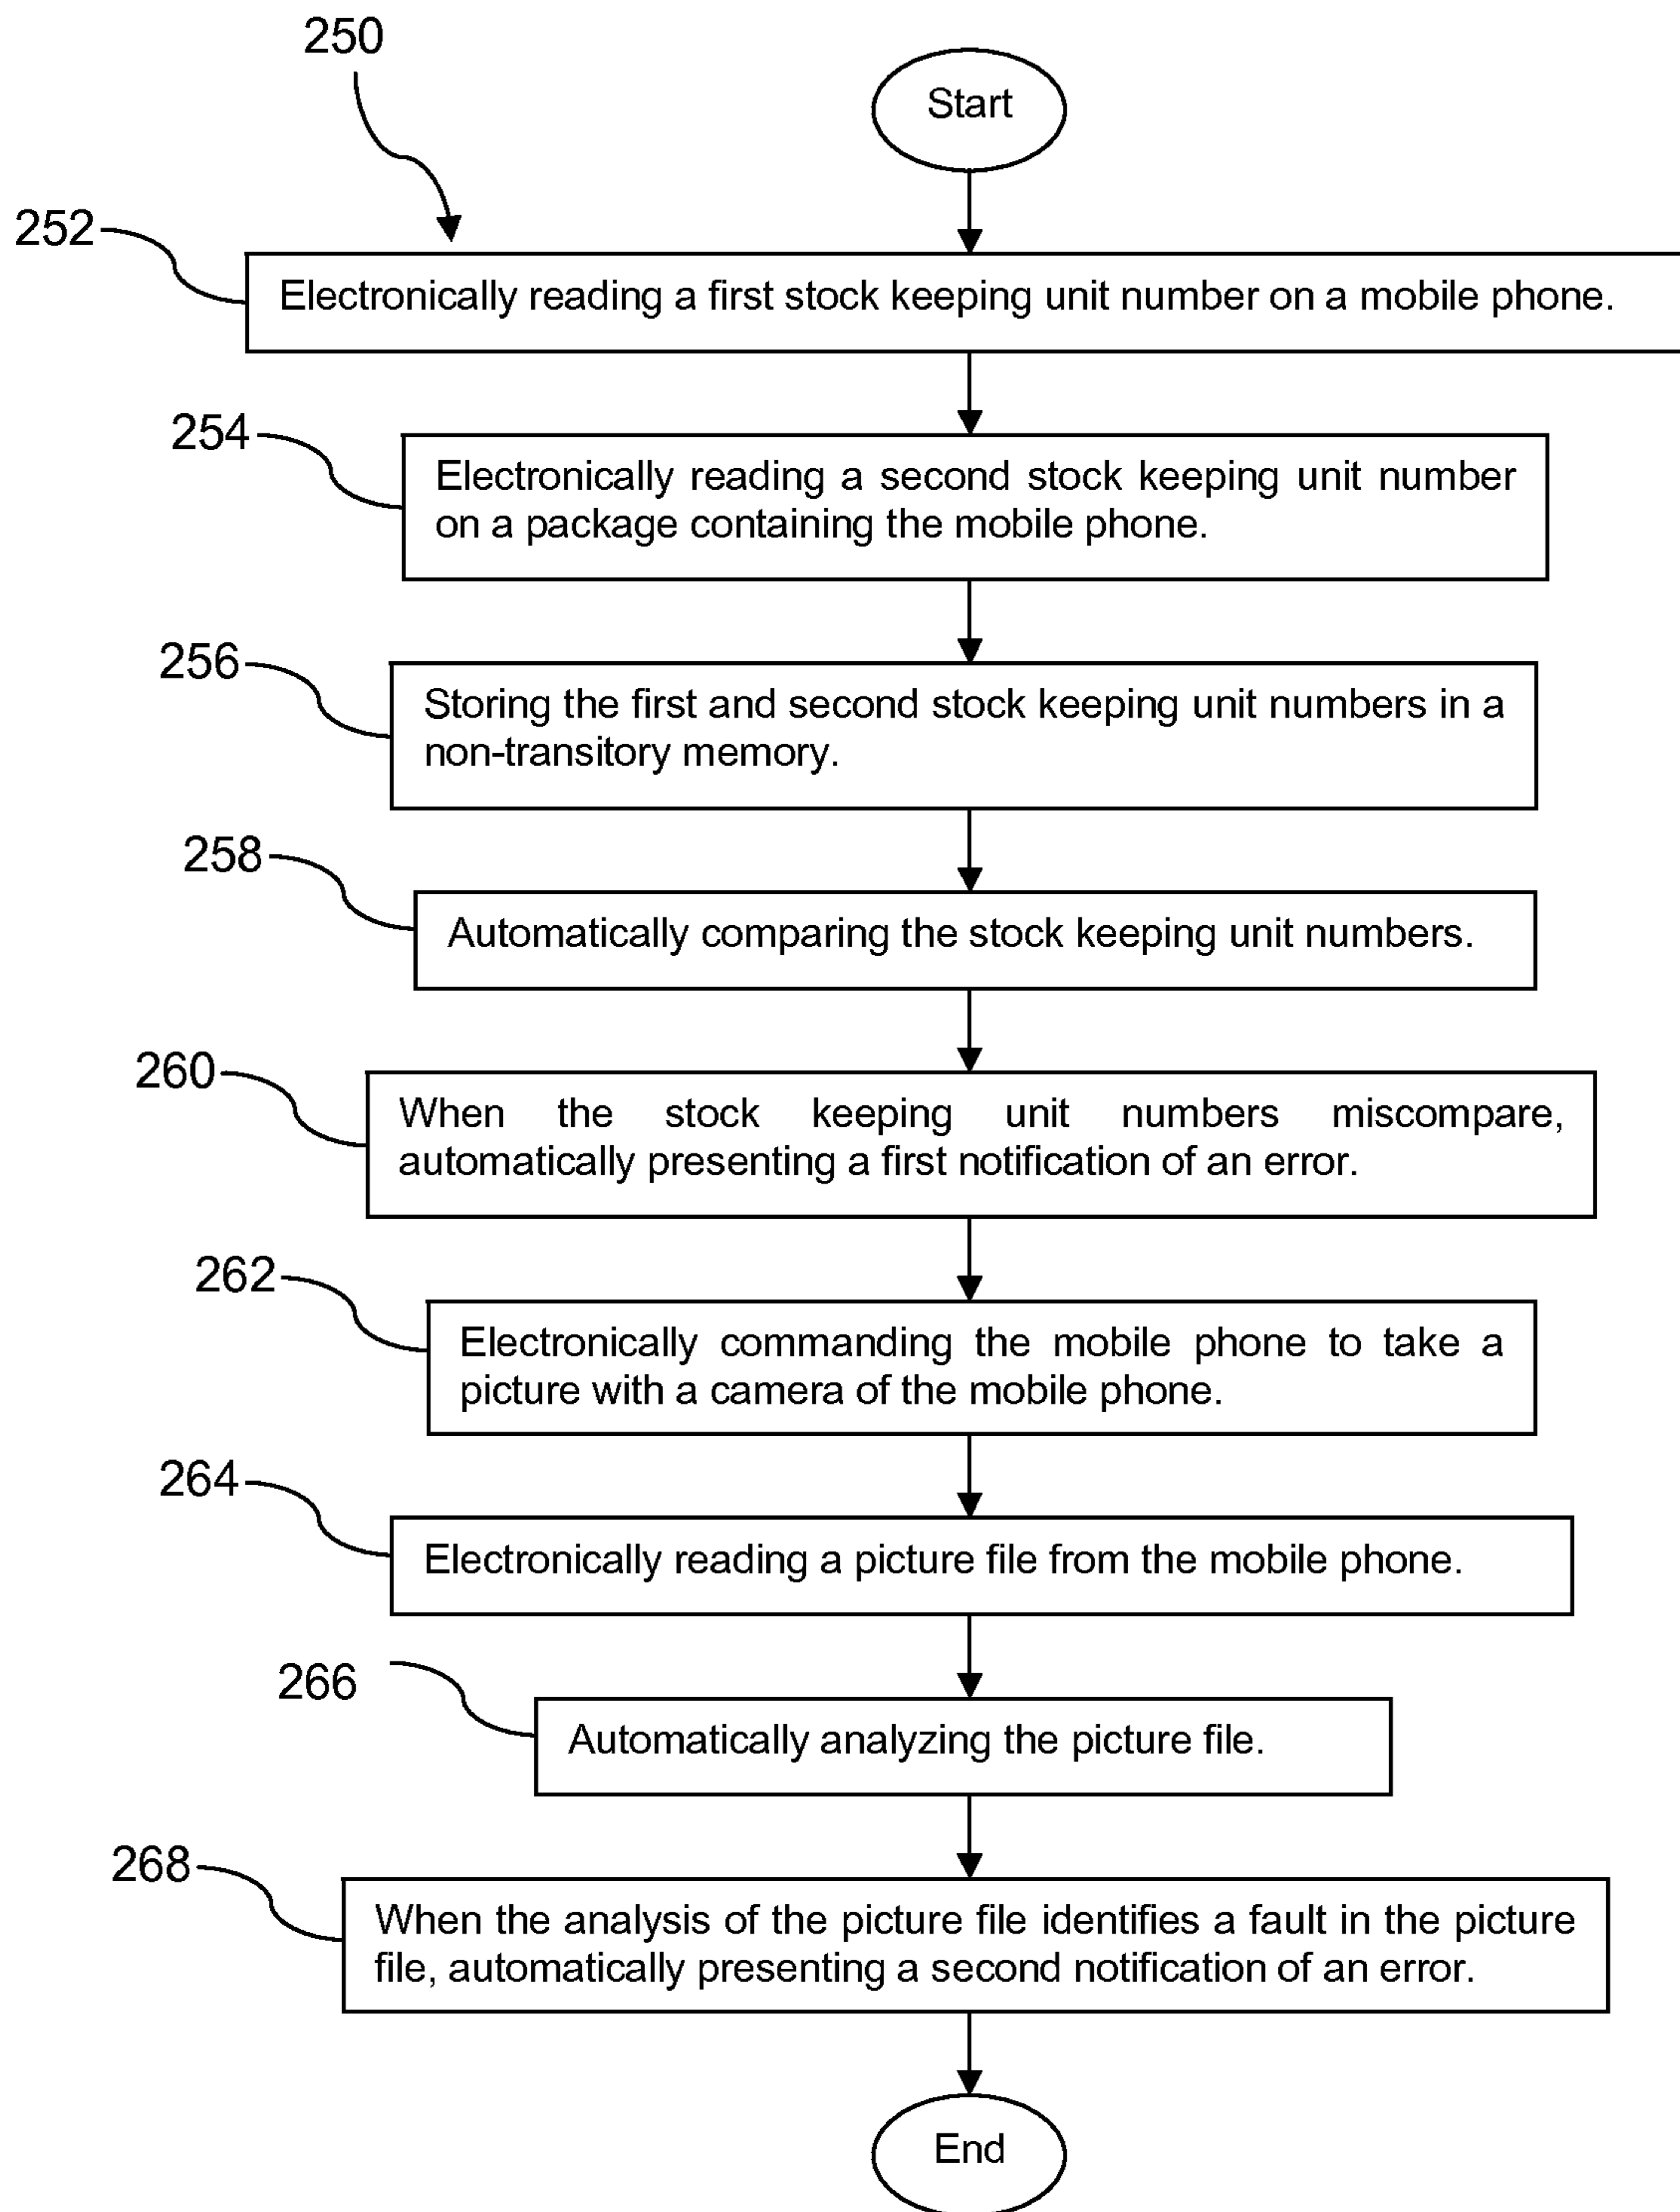 250
Start
252
Electronically reading a first stock keeping unit number on a mobile phone.
254
Electronically reading a second stock keeping unit number
on a package containing the mobile phone.
256
Storing the first and second stock keeping unit numbers in a
non-transitory memory.
258
Automatically comparing the stock keeping unit numbers.
260
When the stock keeping unit numbers miscompare,
automatically presenting a first notification of an error.
262
Electronically commanding the mobile phone to take a
picture with a camera of the mobile phone.
264
Electronically reading a picture file from the mobile phone.
266
Automatically analyzing the picture file.
268
When the analysis of the picture file identifies a fault in the picture
file, automatically presenting a second notification of an error.
End